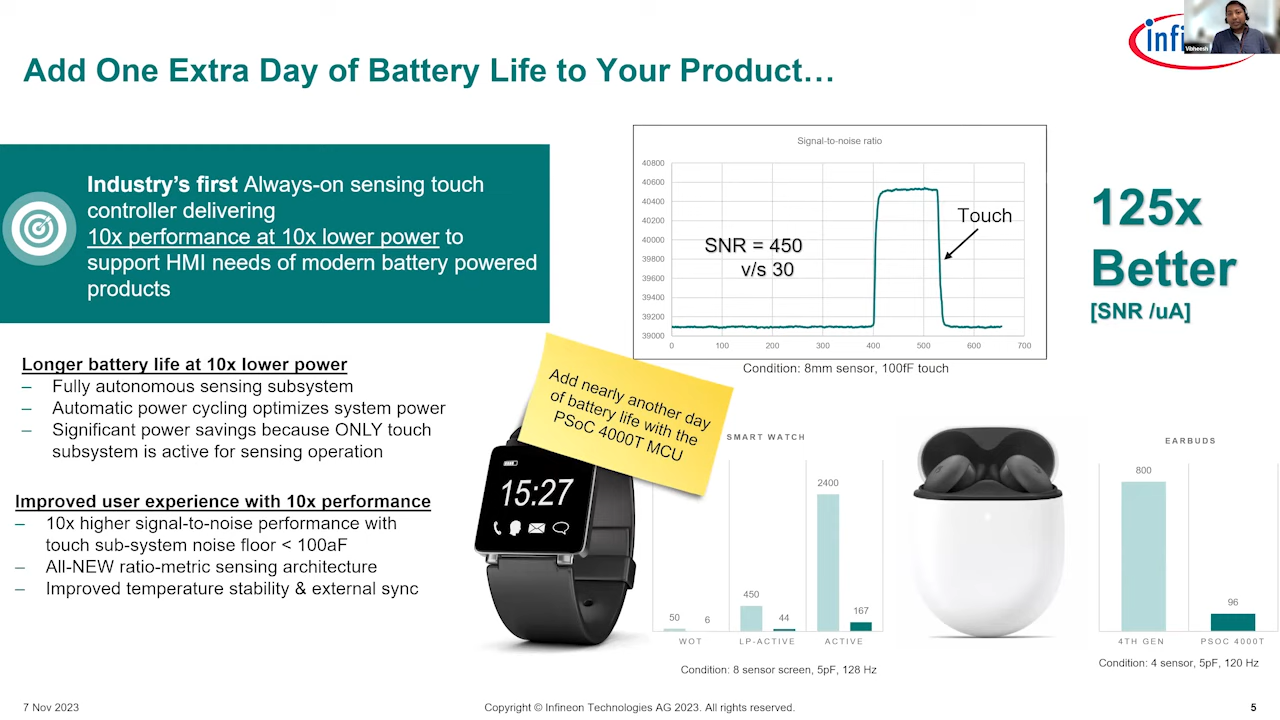 Add One Extra Day of Battery Life to Your Product…
infi
Vibheesh
Industry's first Always-on sensing touch
controller delivering
10x performance at 10x lower power to
support HMI needs of modern battery powered
products
Longer battery life at 10x lower power
– Fully autonomous sensing subsystem
– Automatic power cycling optimizes system power
– Significant power savings because ONLY touch
subsystem is active for sensing operation
Improved user experience with 10x performance
– 10x higher signal-to-noise performance with
touch sub-system noise floor < 100aF
– All-NEW ratio-metric sensing architecture
– Improved temperature stability & external sync
Signal-to-noise ratio
40800
40600
40400
40200
40000
39800
39600
39400
39200
39000
0 100 200 300 400 500 600 700
SNR = 450
v/s 30
Touch
Condition: 8mm sensor, 100fF touch
125x
Better
[SNR /uA]
Add nearly another day
of battery life with the
PSoC 4000T MCU
15:27
SMART WATCH
50 6 450 44 2400 167
WOT LP-ACTIVE ACTIVE
Condition: 8 sensor screen, 5pF, 128 Hz
EARBUDS
800 96
4TH GEN PSOC 4000T
Condition: 4 sensor, 5pF, 120 Hz
7 Nov 2023 Copyright © Infineon Technologies AG 2023. All rights reserved. 5